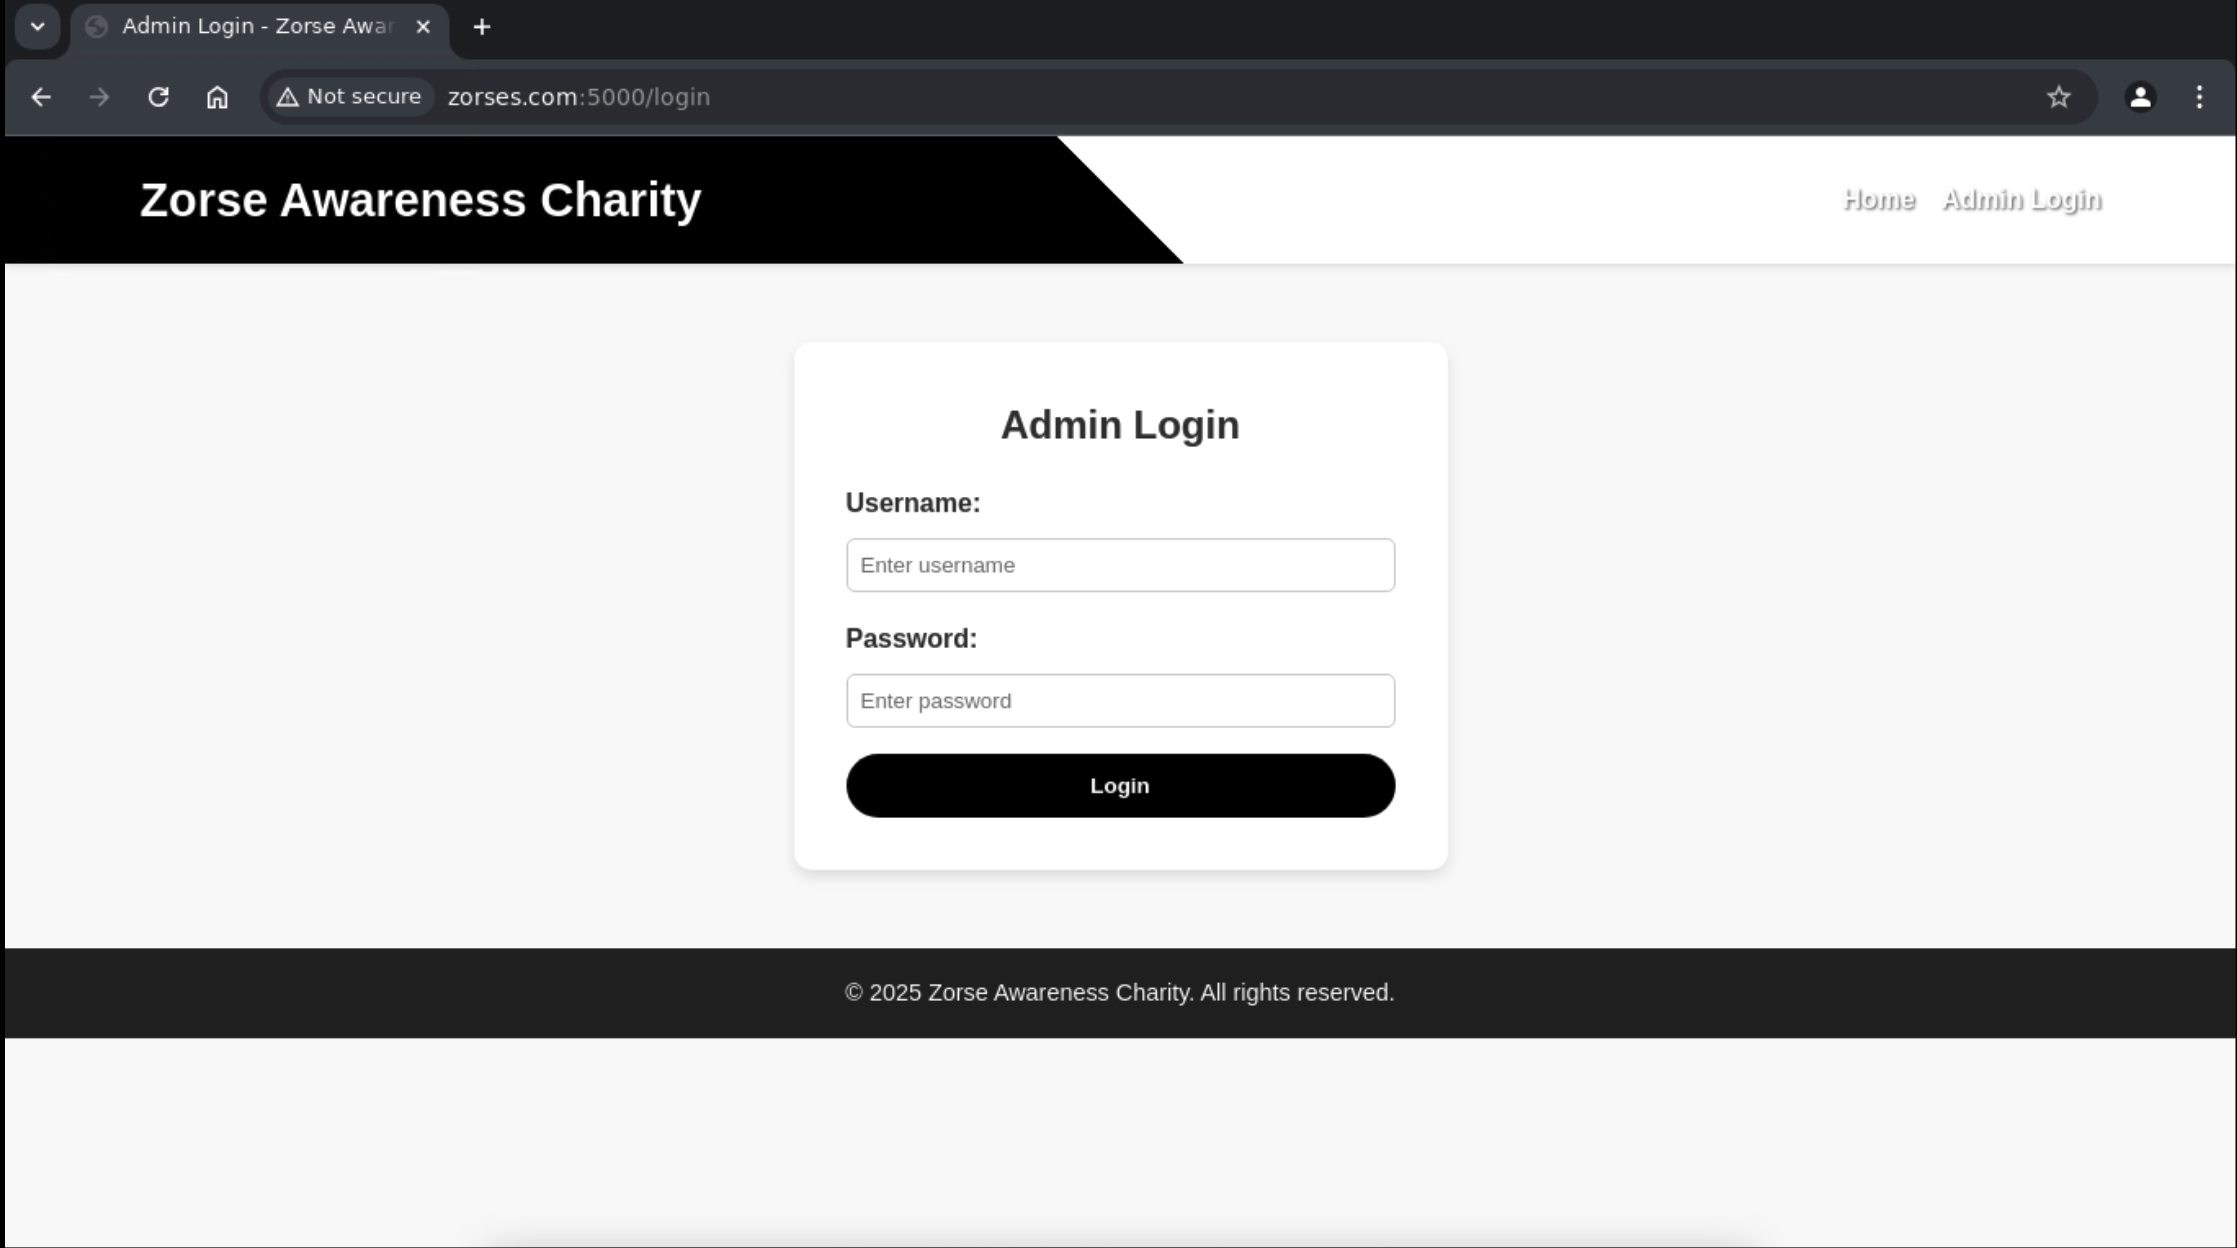 Admin Login - Zorse Awar
Not secure
zorses.com:5000/login
Zorse Awareness Charity
Home
Admin Login
Admin Login
Username:
Enter username
Password:
Enter password
Login
© 2025 Zorse Awareness Charity. All rights reserved.